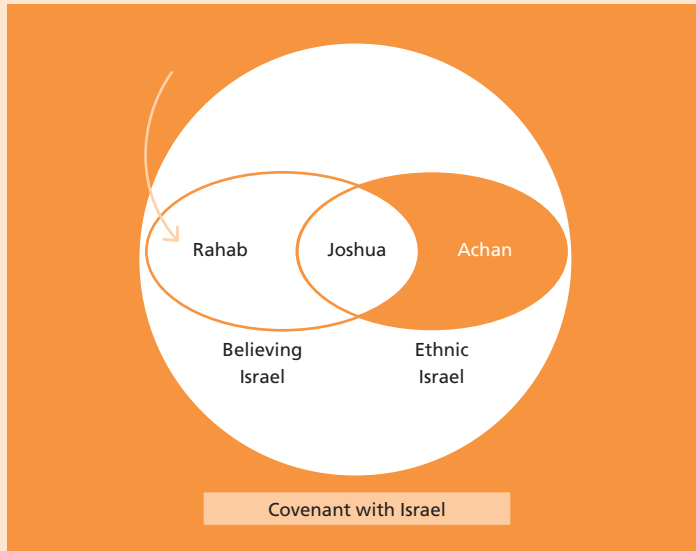 Rahab
Joshua
Achan
Believing
Israel
Ethnic
Israel
Covenant with Israel